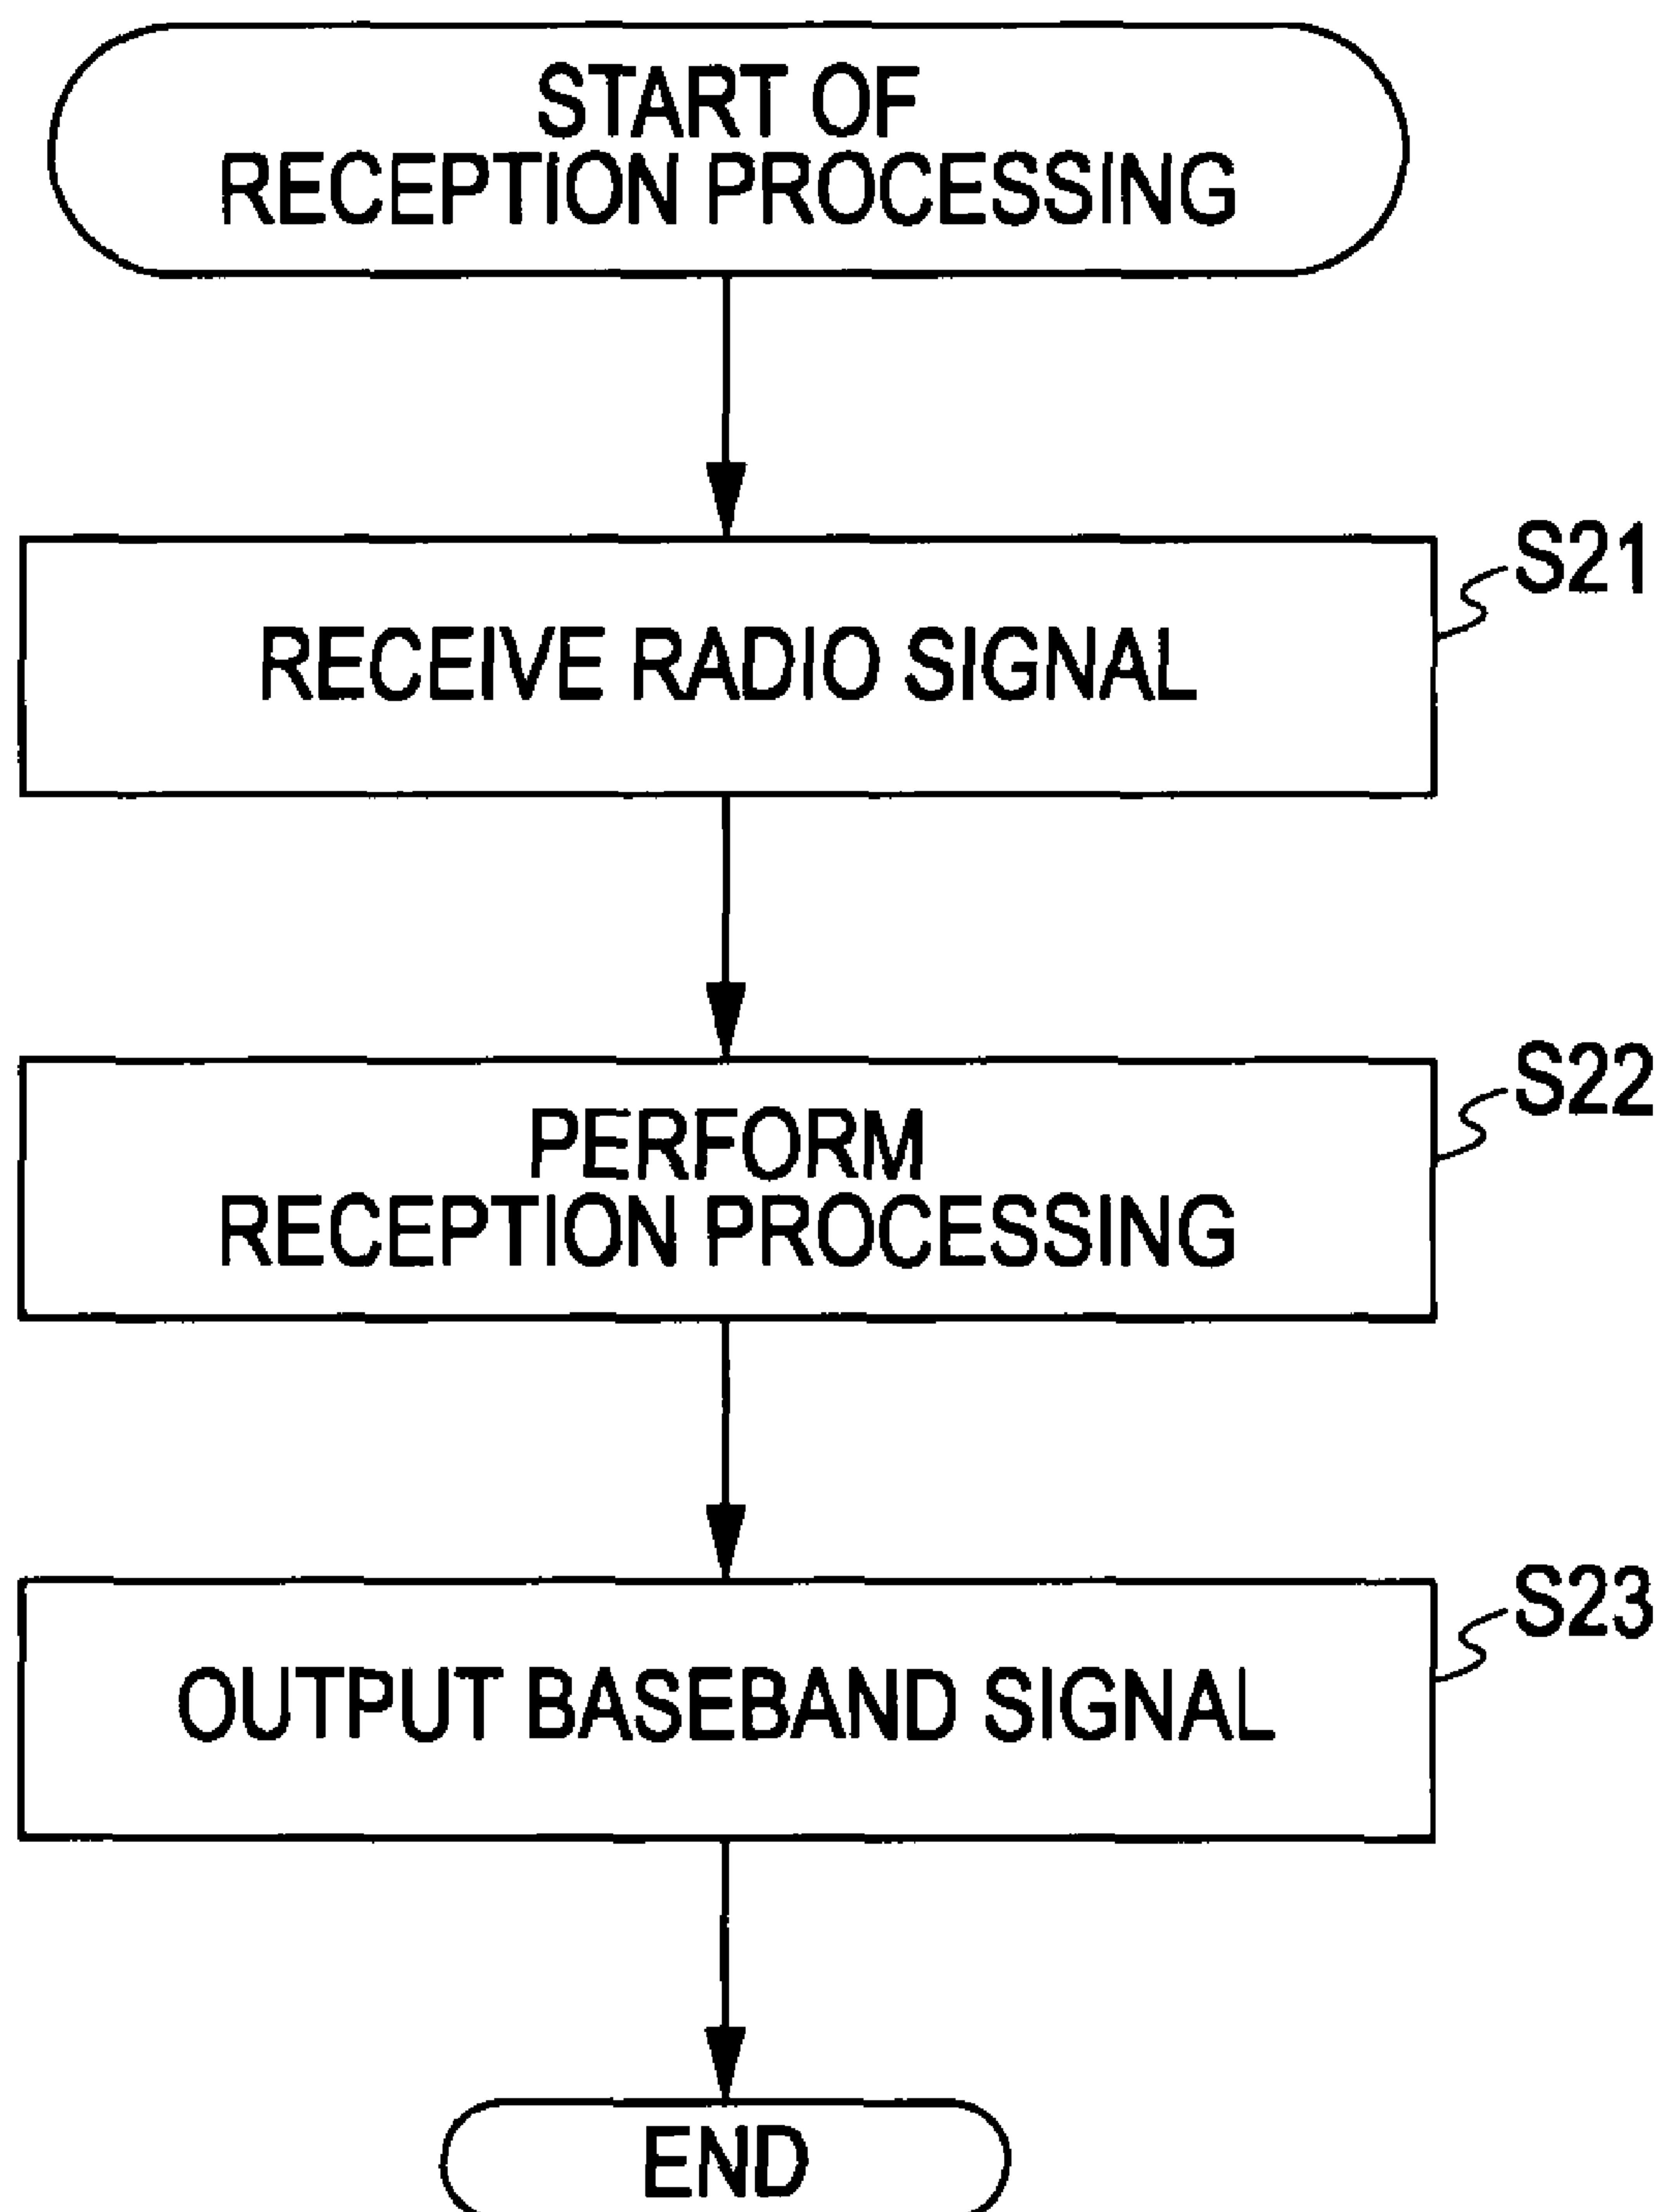 START OF
RECEPTION PROCESSING
S21
RECEIVE RADIO SIGNAL
S22
PERFORM
RECEPTION PROCESSING
S23
OUTPUT BASEBAND SIGNAL
END